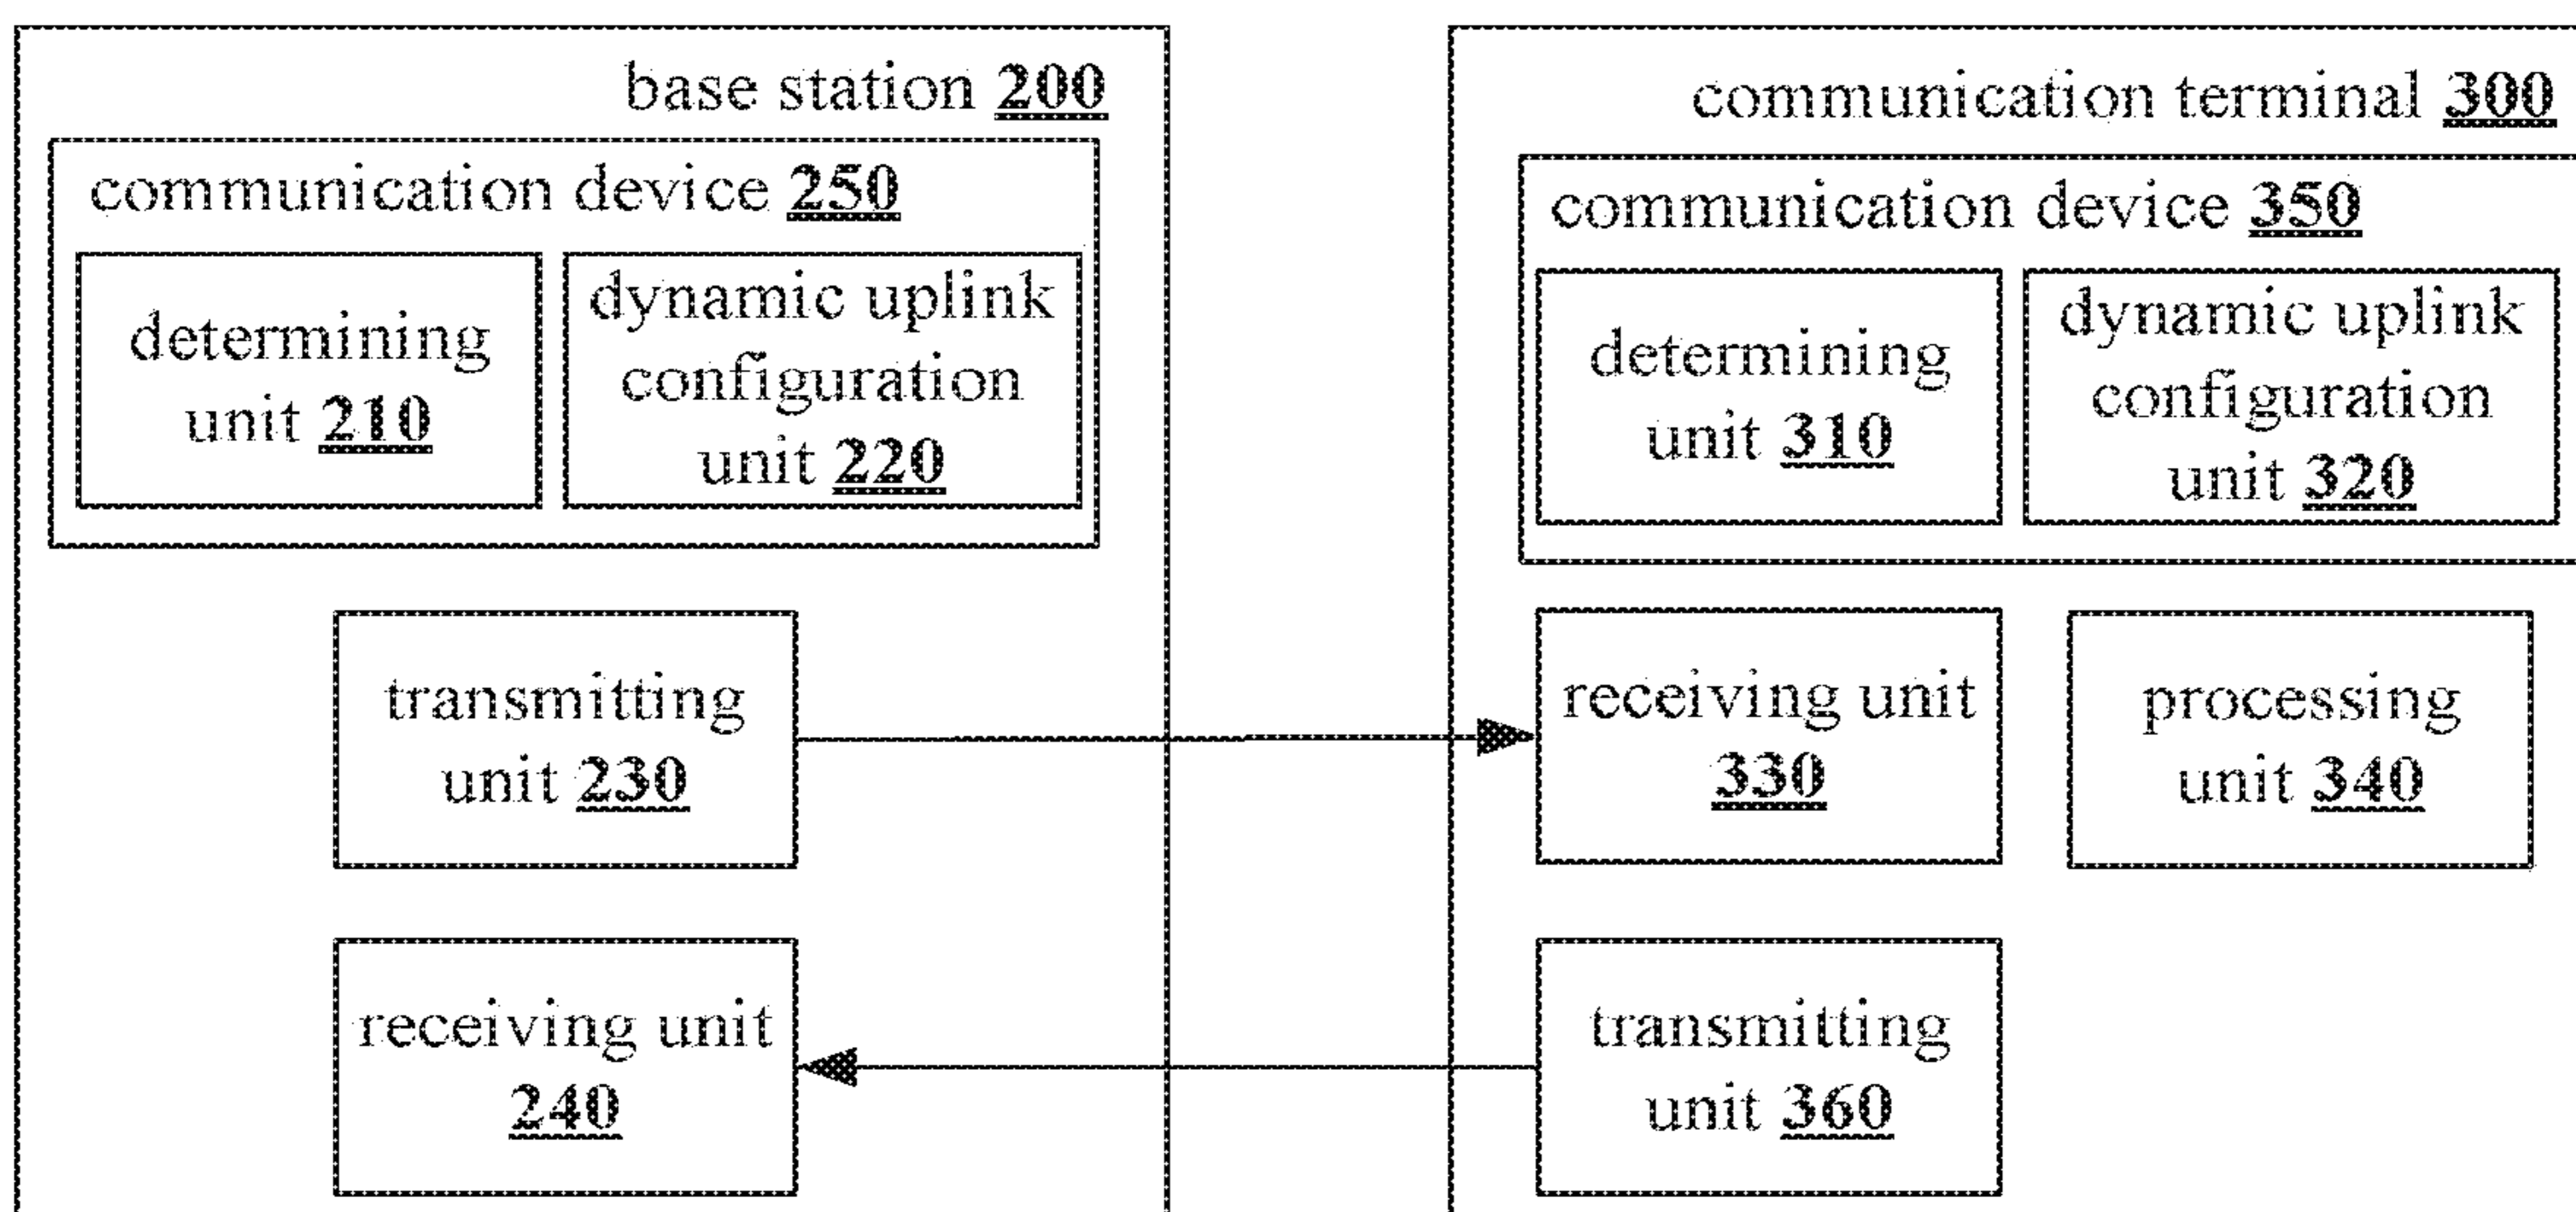 base station 200
communication device 250
determining
unit 210
dynamic uplink
configuration
unit 220
transmitting
unit 230
receiving unit
240
communication terminal 300
communication device 350
determining
unit 310
dynamic uplink
configuration
unit 320
receiving unit
330
processing
unit 340
transmitting
unit 360